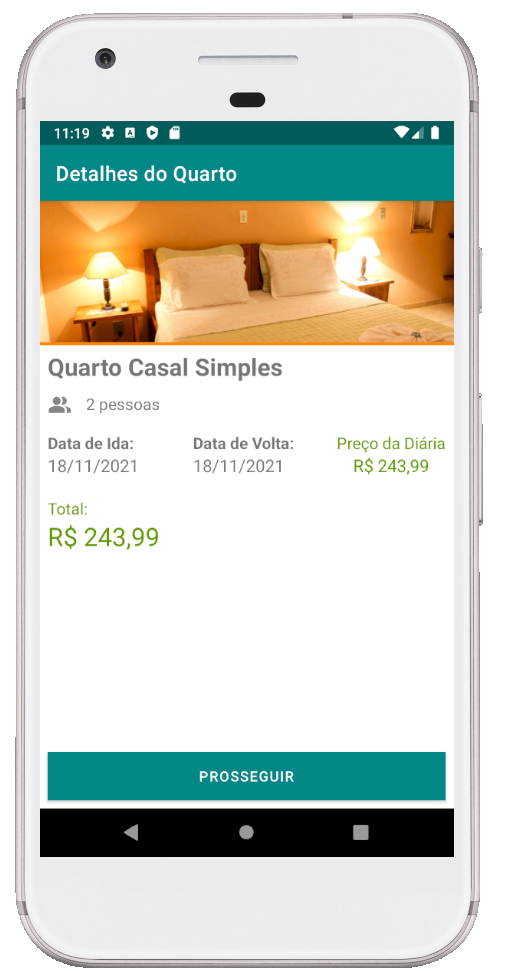 11:19
Detalhes do Quarto
Quarto Casal Simples
2 pessoas
Data de Ida: Data de Volta: Preço da Diária
18/11/2021 18/11/2021 R$ 243,99
Total:
R$ 243,99
PROSSEGUIR